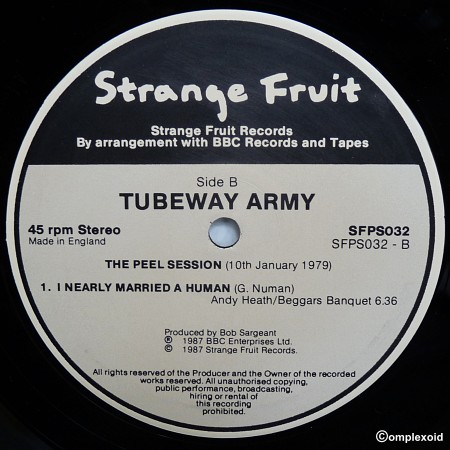 Strange Fruit
Strange Fruit Records
By arrangement with BBC Records and Tapes
Side B
TUBEWAY ARMY
45 rpm Stereo
Made in England
SFPS032
SFPS032 - B
THE PEEL SESSION (10th January 1979)
1. I NEARLY MARRIED A HUMAN (G. Numan)
Andy Heath/Beggars Banquet 6.36
Produced by Bob Sargeant
℗ 1987 BBC Enterprises Ltd.
© 1987 Strange Fruit Records.
All rights reserved of the Producer and the Owner of the recorded
works reserved. All unauthorised copying,
public performance, broadcasting,
hiring or rental of
this recording
prohibited.
©omplexoid